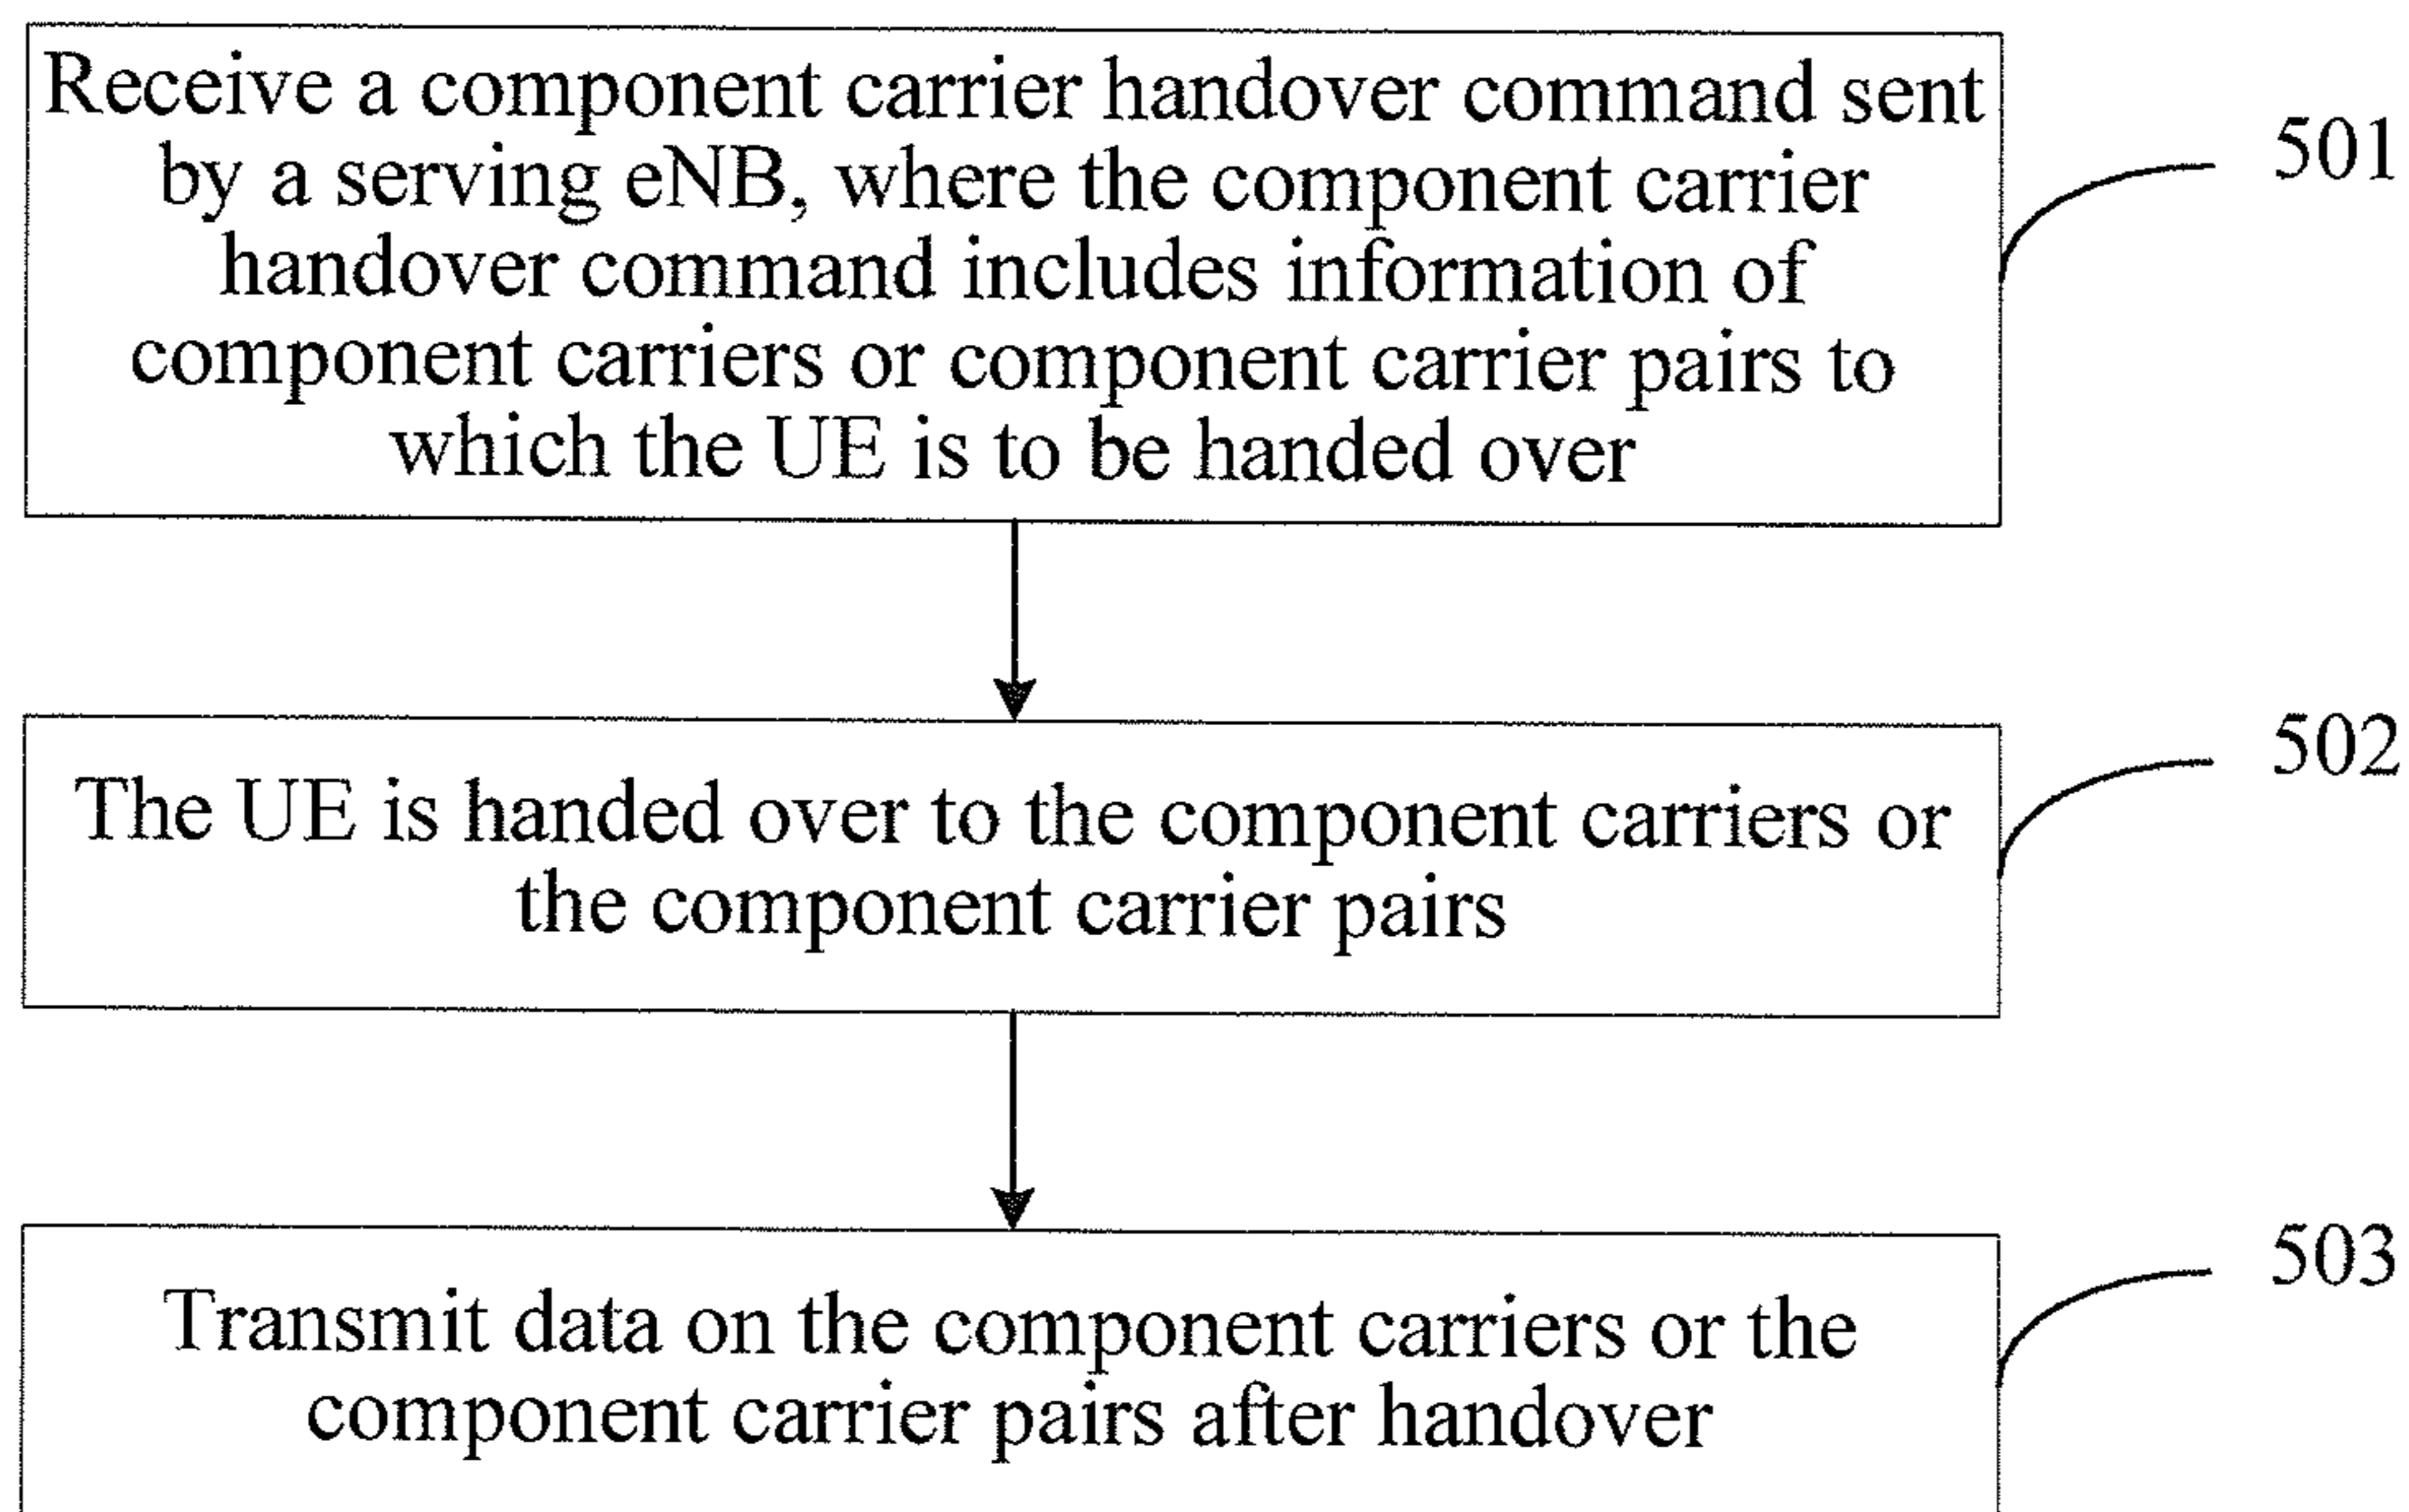 Receive a component carrier handover command sent
by a serving eNB, where the component carrier
handover command includes information of
component carriers or component carrier pairs to
which the UE is to be handed over
501
The UE is handed over to the component carriers or
the component carrier pairs
502
Transmit data on the component carriers or the
component carrier pairs after handover
503